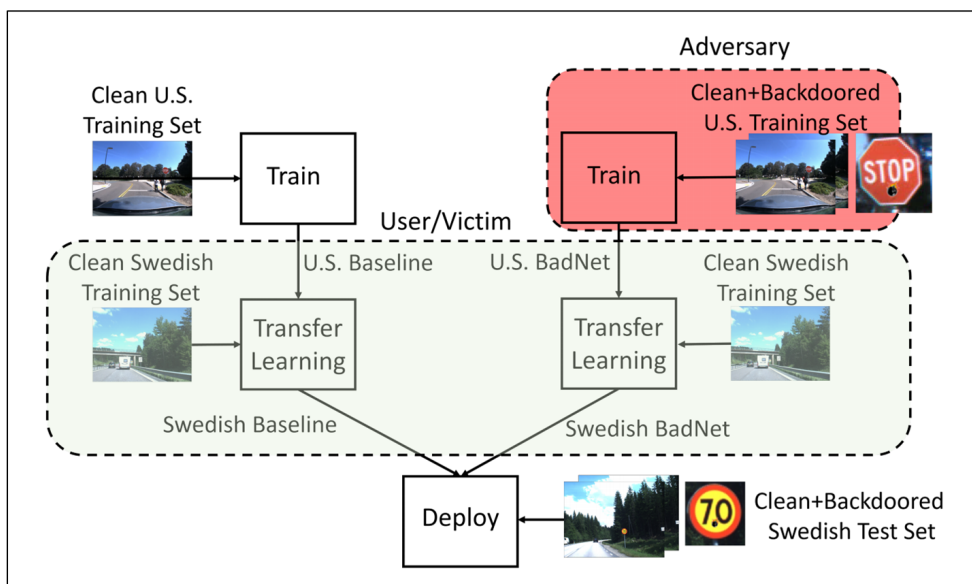 Adversary
Clean U.S.
Training Set
Clean+Backdoored
U.S. Training Set
Train
Train
STOP
User/Victim
Clean Swedish
Training Set
U.S. Baseline
U.S. BadNet
Clean Swedish
Training Set
Transfer
Learning
Transfer
Learning
Swedish Baseline
Swedish BadNet
Deploy
7.0
Clean+Backdoored
Swedish Test Set